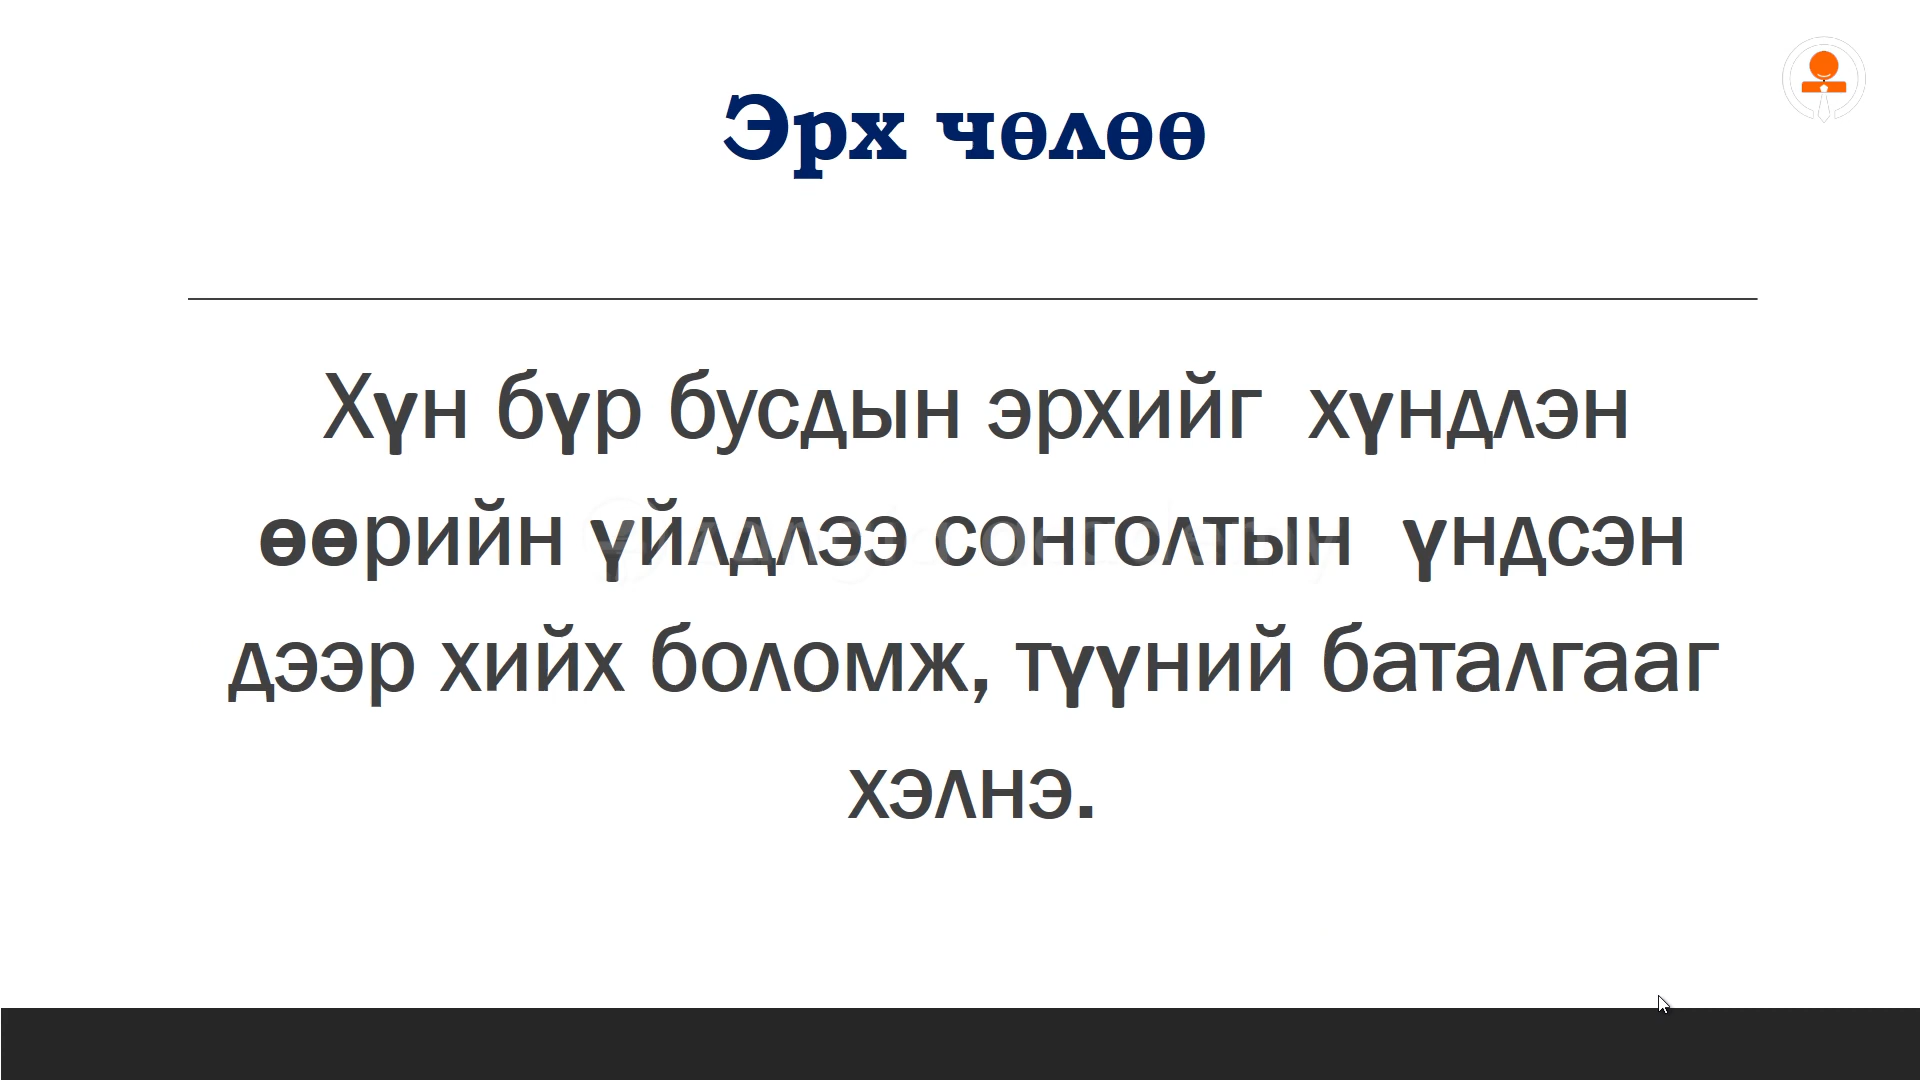 Эрх чөлөө
Хүн бүр бусдын эрхийг хүндлэн
өөрийн үйлдлээ сонголтын үндсэн
дээр хийх боломж, түүний баталгааг
хэлнэ.